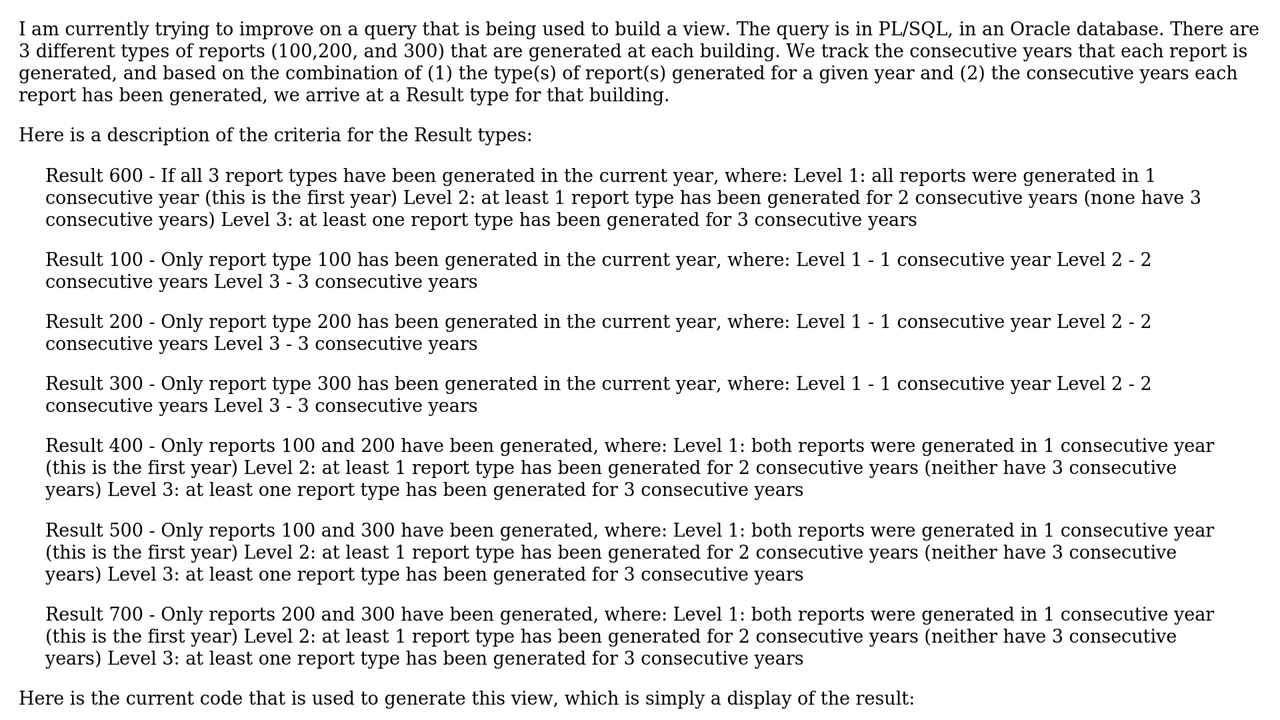 I am currently trying to improve on a query that is being used to build a view. The query is in PL/SQL, in an Oracle database. There are
3 different types of reports (100,200, and 300) that are generated at each building. We track the consecutive years that each report is
generated, and based on the combination of (1) the type(s) of report(s) generated for a given year and (2) the consecutive years each
report has been generated, we arrive at a Result type for that building.
Here is a description of the criteria for the Result types:
Result 600 - If all 3 report types have been generated in the current year, where: Level 1: all reports were generated in 1
consecutive year (this is the first year) Level 2: at least 1 report type has been generated for 2 consecutive years (none have 3
consecutive years) Level 3: at least one report type has been generated for 3 consecutive years
Result 100 - Only report type 100 has been generated in the current year, where: Level 1 - 1 consecutive year Level 2 - 2
consecutive years Level 3 - 3 consecutive years
Result 200 - Only report type 200 has been generated in the current year, where: Level 1 - 1 consecutive year Level 2 - 2
consecutive years Level 3 - 3 consecutive years
Result 300 - Only report type 300 has been generated in the current year, where: Level 1 - 1 consecutive year Level 2 - 2
consecutive years Level 3 - 3 consecutive years
Result 400 - Only reports 100 and 200 have been generated, where: Level 1: both reports were generated in 1 consecutive year
(this is the first year) Level 2: at least 1 report type has been generated for 2 consecutive years (neither have 3 consecutive
years) Level 3: at least one report type has been generated for 3 consecutive years
Result 500 - Only reports 100 and 300 have been generated, where: Level 1: both reports were generated in 1 consecutive year
(this is the first year) Level 2: at least 1 report type has been generated for 2 consecutive years (neither have 3 consecutive
years) Level 3: at least one report type has been generated for 3 consecutive years
Result 700 - Only reports 200 and 300 have been generated, where: Level 1: both reports were generated in 1 consecutive year
(this is the first year) Level 2: at least 1 report type has been generated for 2 consecutive years (neither have 3 consecutive
years) Level 3: at least one report type has been generated for 3 consecutive years
Here is the current code that is used to generate this view, which is simply a display of the result: